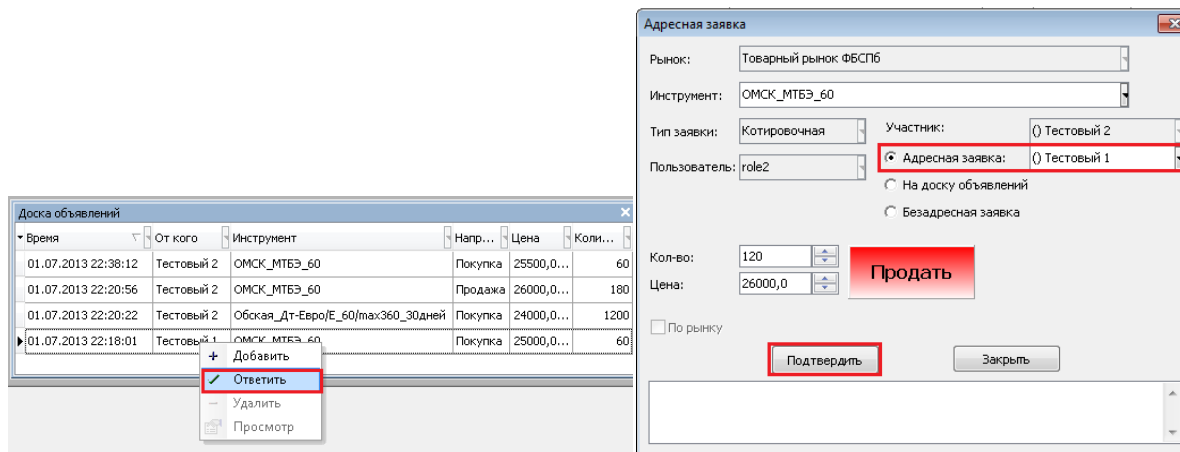 Доска объявлений
Время От кого Инструмент Напр... Цена Коли...
01.07.2013 22:38:12 Тестовый 2 ОМСК_МТБЭ_60 Покупка 25500,0... 60
01.07.2013 22:20:56 Тестовый 2 ОМСК_МТБЭ_60 Продажа 26000,0... 180
01.07.2013 22:20:22 Тестовый 2 Обская_Дт-Евро/Е_60/max360_30дней Покупка 24000,0... 1200
01.07.2013 22:18:01 Тестовый 1 ОМСК_МТБЭ_60 Покупка 25000,0... 60
Добавить
Ответить
Удалить
Просмотр
Адресная заявка
Рынок: Товарный рынок ФБСПб
Инструмент: ОМСК_МТБЭ_60
Тип заявки: Котировочная Участник: () Тестовый 2
Адресная заявка: () Тестовый 1
Пользователь: role2
На доску объявлений
Безадресная заявка
Кол-во: 120
Продать
Цена: 26000,0
По рынку
Подтвердить Закрыть